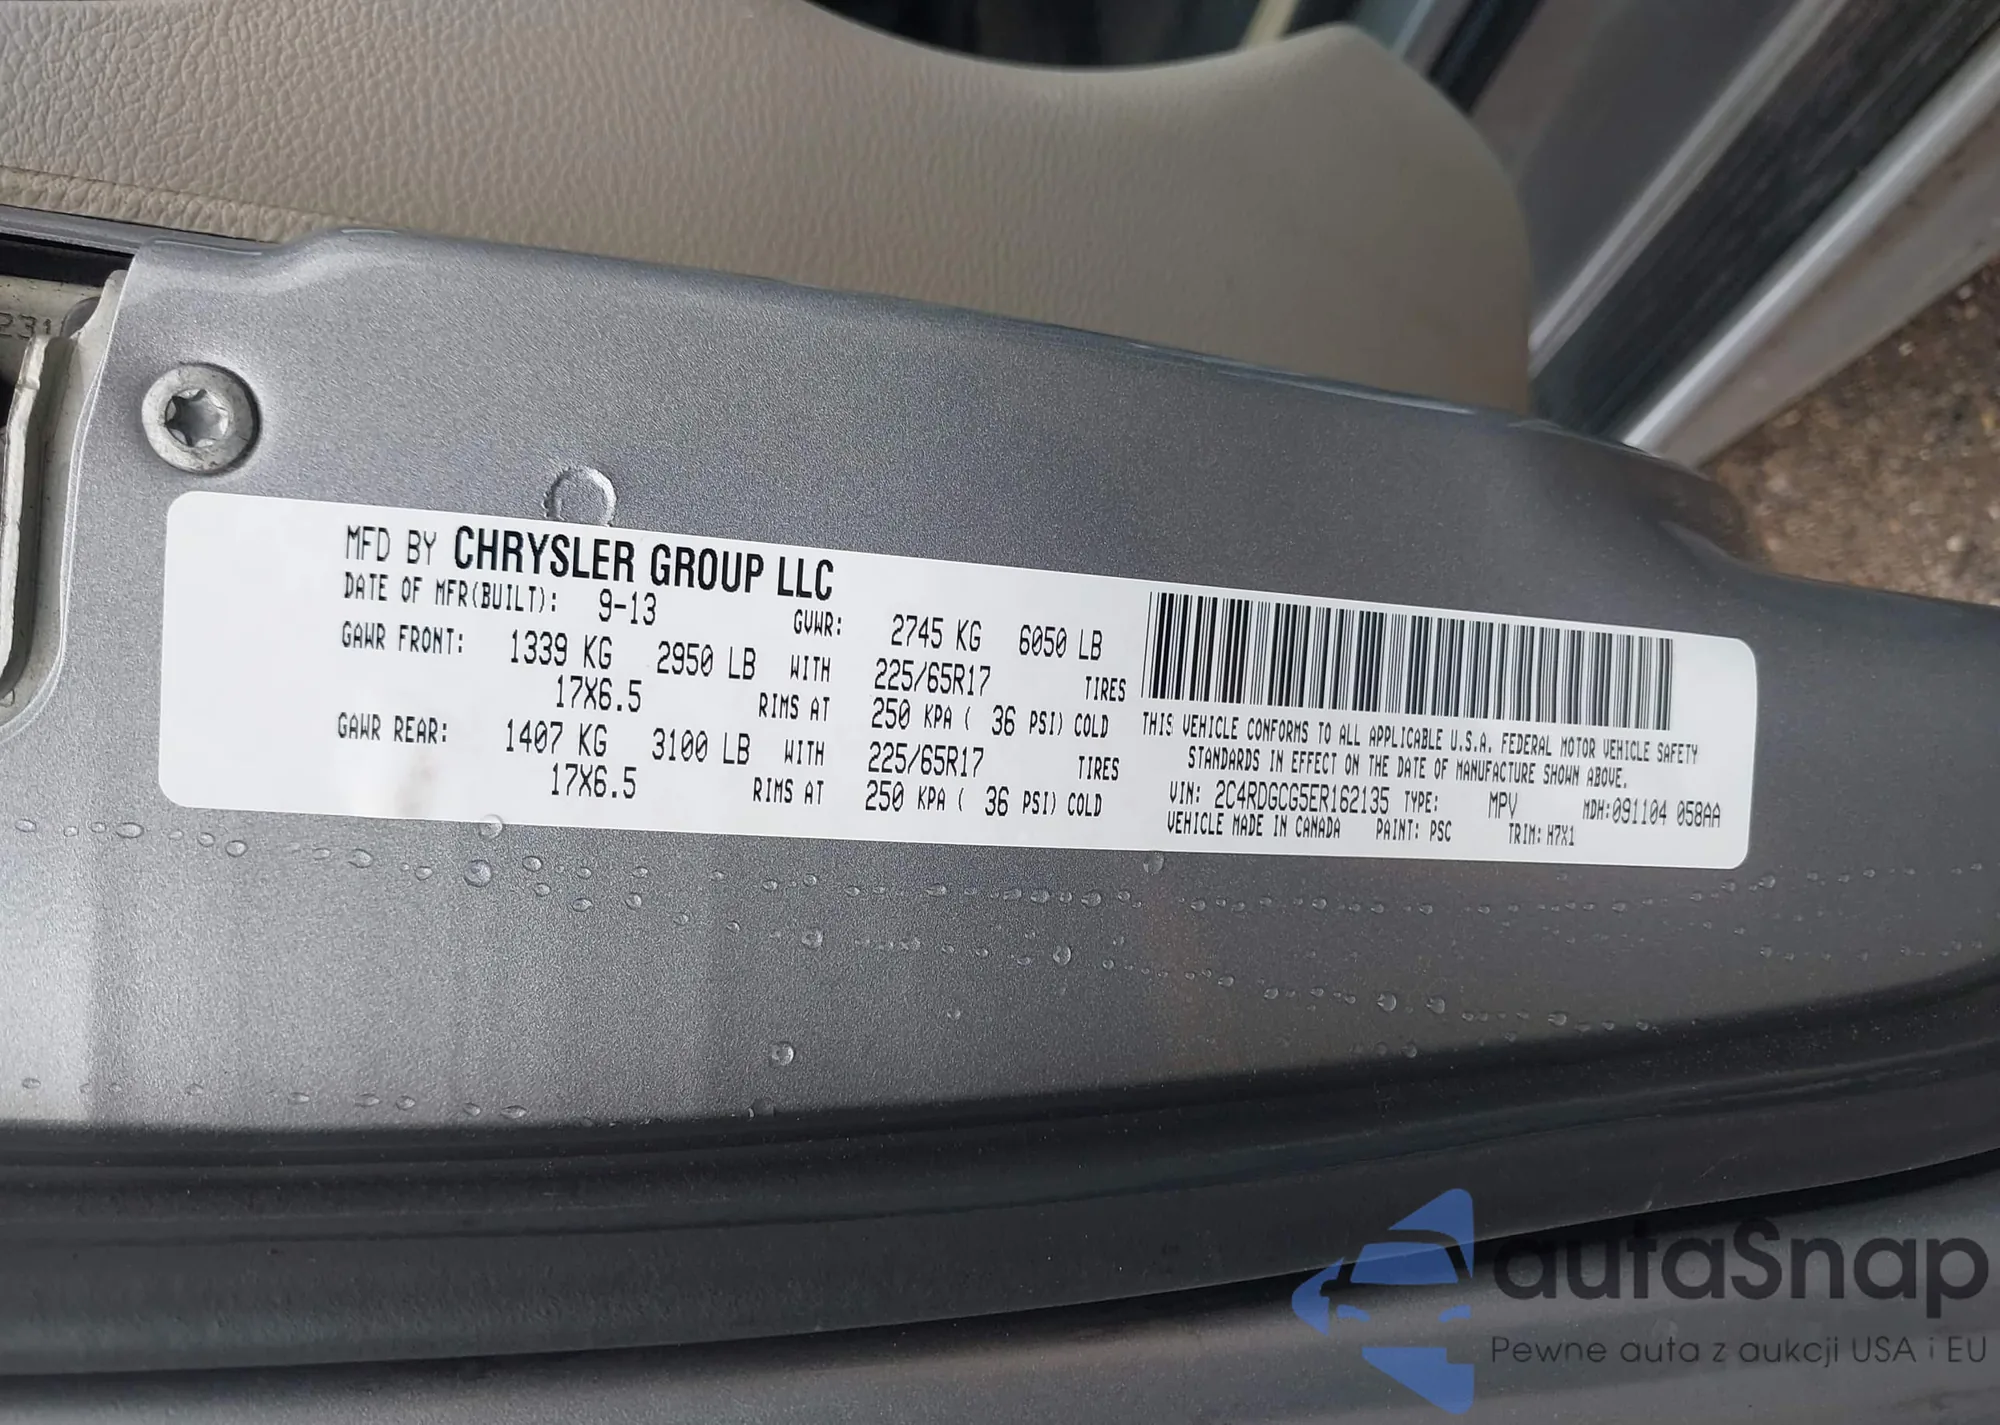 231
MFD BY CHRYSLER GROUP LLC
DATE OF MFR(BUILT): 9-13 GVWR: 2745 KG 6050 LB
GAWR FRONT: 1339 KG 2950 LB WITH 225/65R17 TIRES
17X6.5 RIMS AT 250 KPA ( 36 PSI) COLD
GAWR REAR: 1407 KG 3100 LB WITH 225/65R17 TIRES
17X6.5 RIMS AT 250 KPA ( 36 PSI) COLD
THIS VEHICLE CONFORMS TO ALL APPLICABLE U.S.A. FEDERAL MOTOR VEHICLE SAFETY
STANDARDS IN EFFECT ON THE DATE OF MANUFACTURE SHOWN ABOVE.
VIN: 2C4RDGCG5ER162135 TYPE: MPV MDH:091104 058AA
VEHICLE MADE IN CANADA PAINT: PSC TRIM: H7X1
autaSnap
Pewne auta z aukcji USA i EU